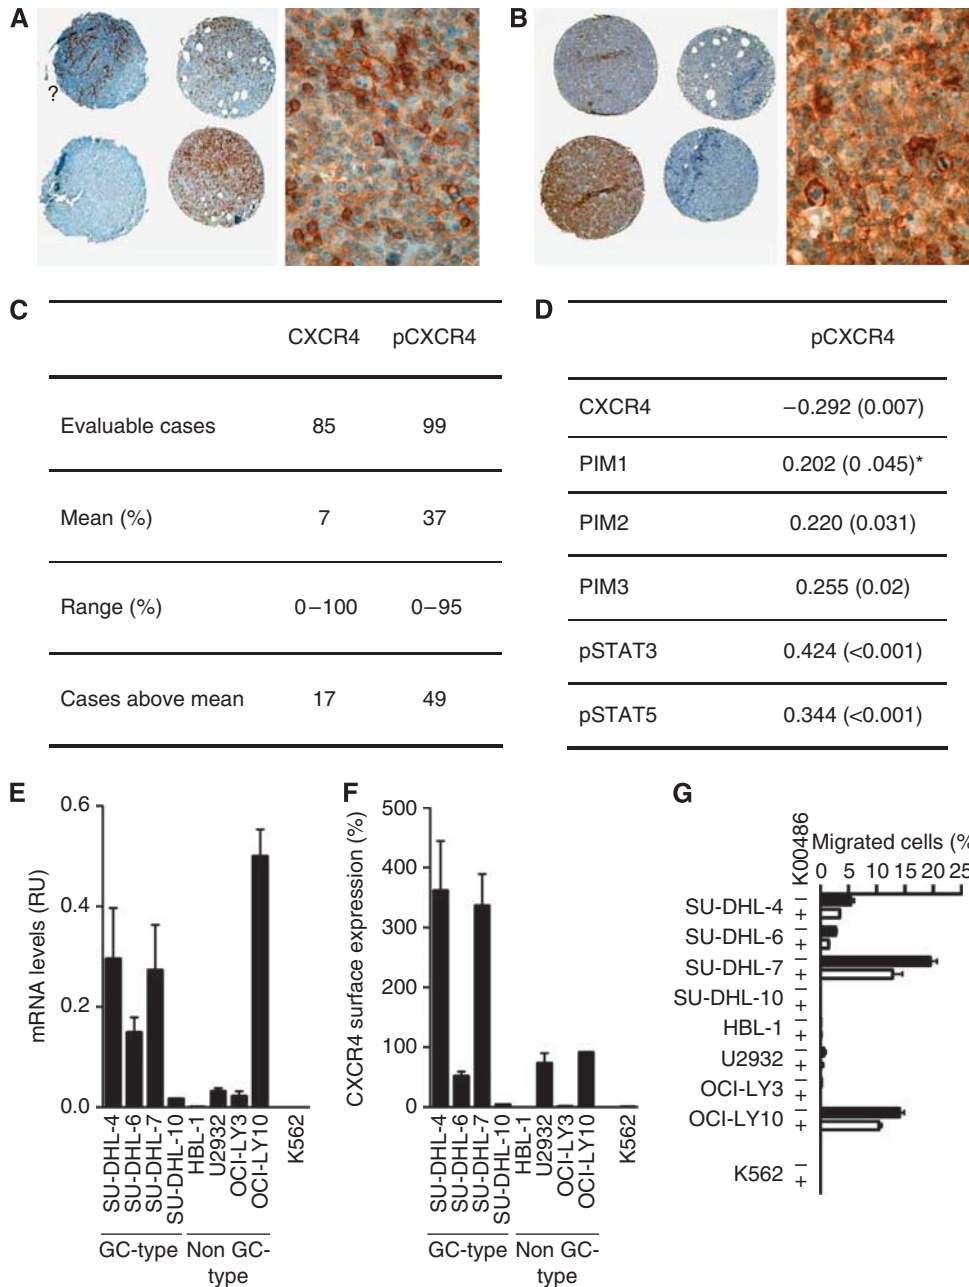 A
B
?
C
CXCR4 pCXCR4
Evaluable cases 85 99
Mean (%) 7 37
Range (%) 0–100 0–95
Cases above mean 17 49
D
pCXCR4
CXCR4 −0.292 (0.007)
PIM1 0.202 (0 .045)*
PIM2 0.220 (0.031)
PIM3 0.255 (0.02)
pSTAT3 0.424 (<0.001)
pSTAT5 0.344 (<0.001)
E
mRNA levels (RU)
0.6
0.4
0.2
0.0
SU-DHL-4
SU-DHL-6
SU-DHL-7
SU-DHL-10
HBL-1
U2932
OCI-LY3
OCI-LY10
K562
GC-type
Non GC-
type
F
CXCR4 surface expression (%)
500
400
300
200
100
0
SU-DHL-4
SU-DHL-6
SU-DHL-7
SU-DHL-10
HBL-1
U2932
OCI-LY3
OCI-LY10
K562
GC-type
Non GC-
type
G
K00486
Migrated cells (%
0 5 10 15 20 25
SU-DHL-4 − +
SU-DHL-6 − +
SU-DHL-7 − +
SU-DHL-10 − +
HBL-1 − +
U2932 − +
OCI-LY3 − +
OCI-LY10 − +
K562 − +